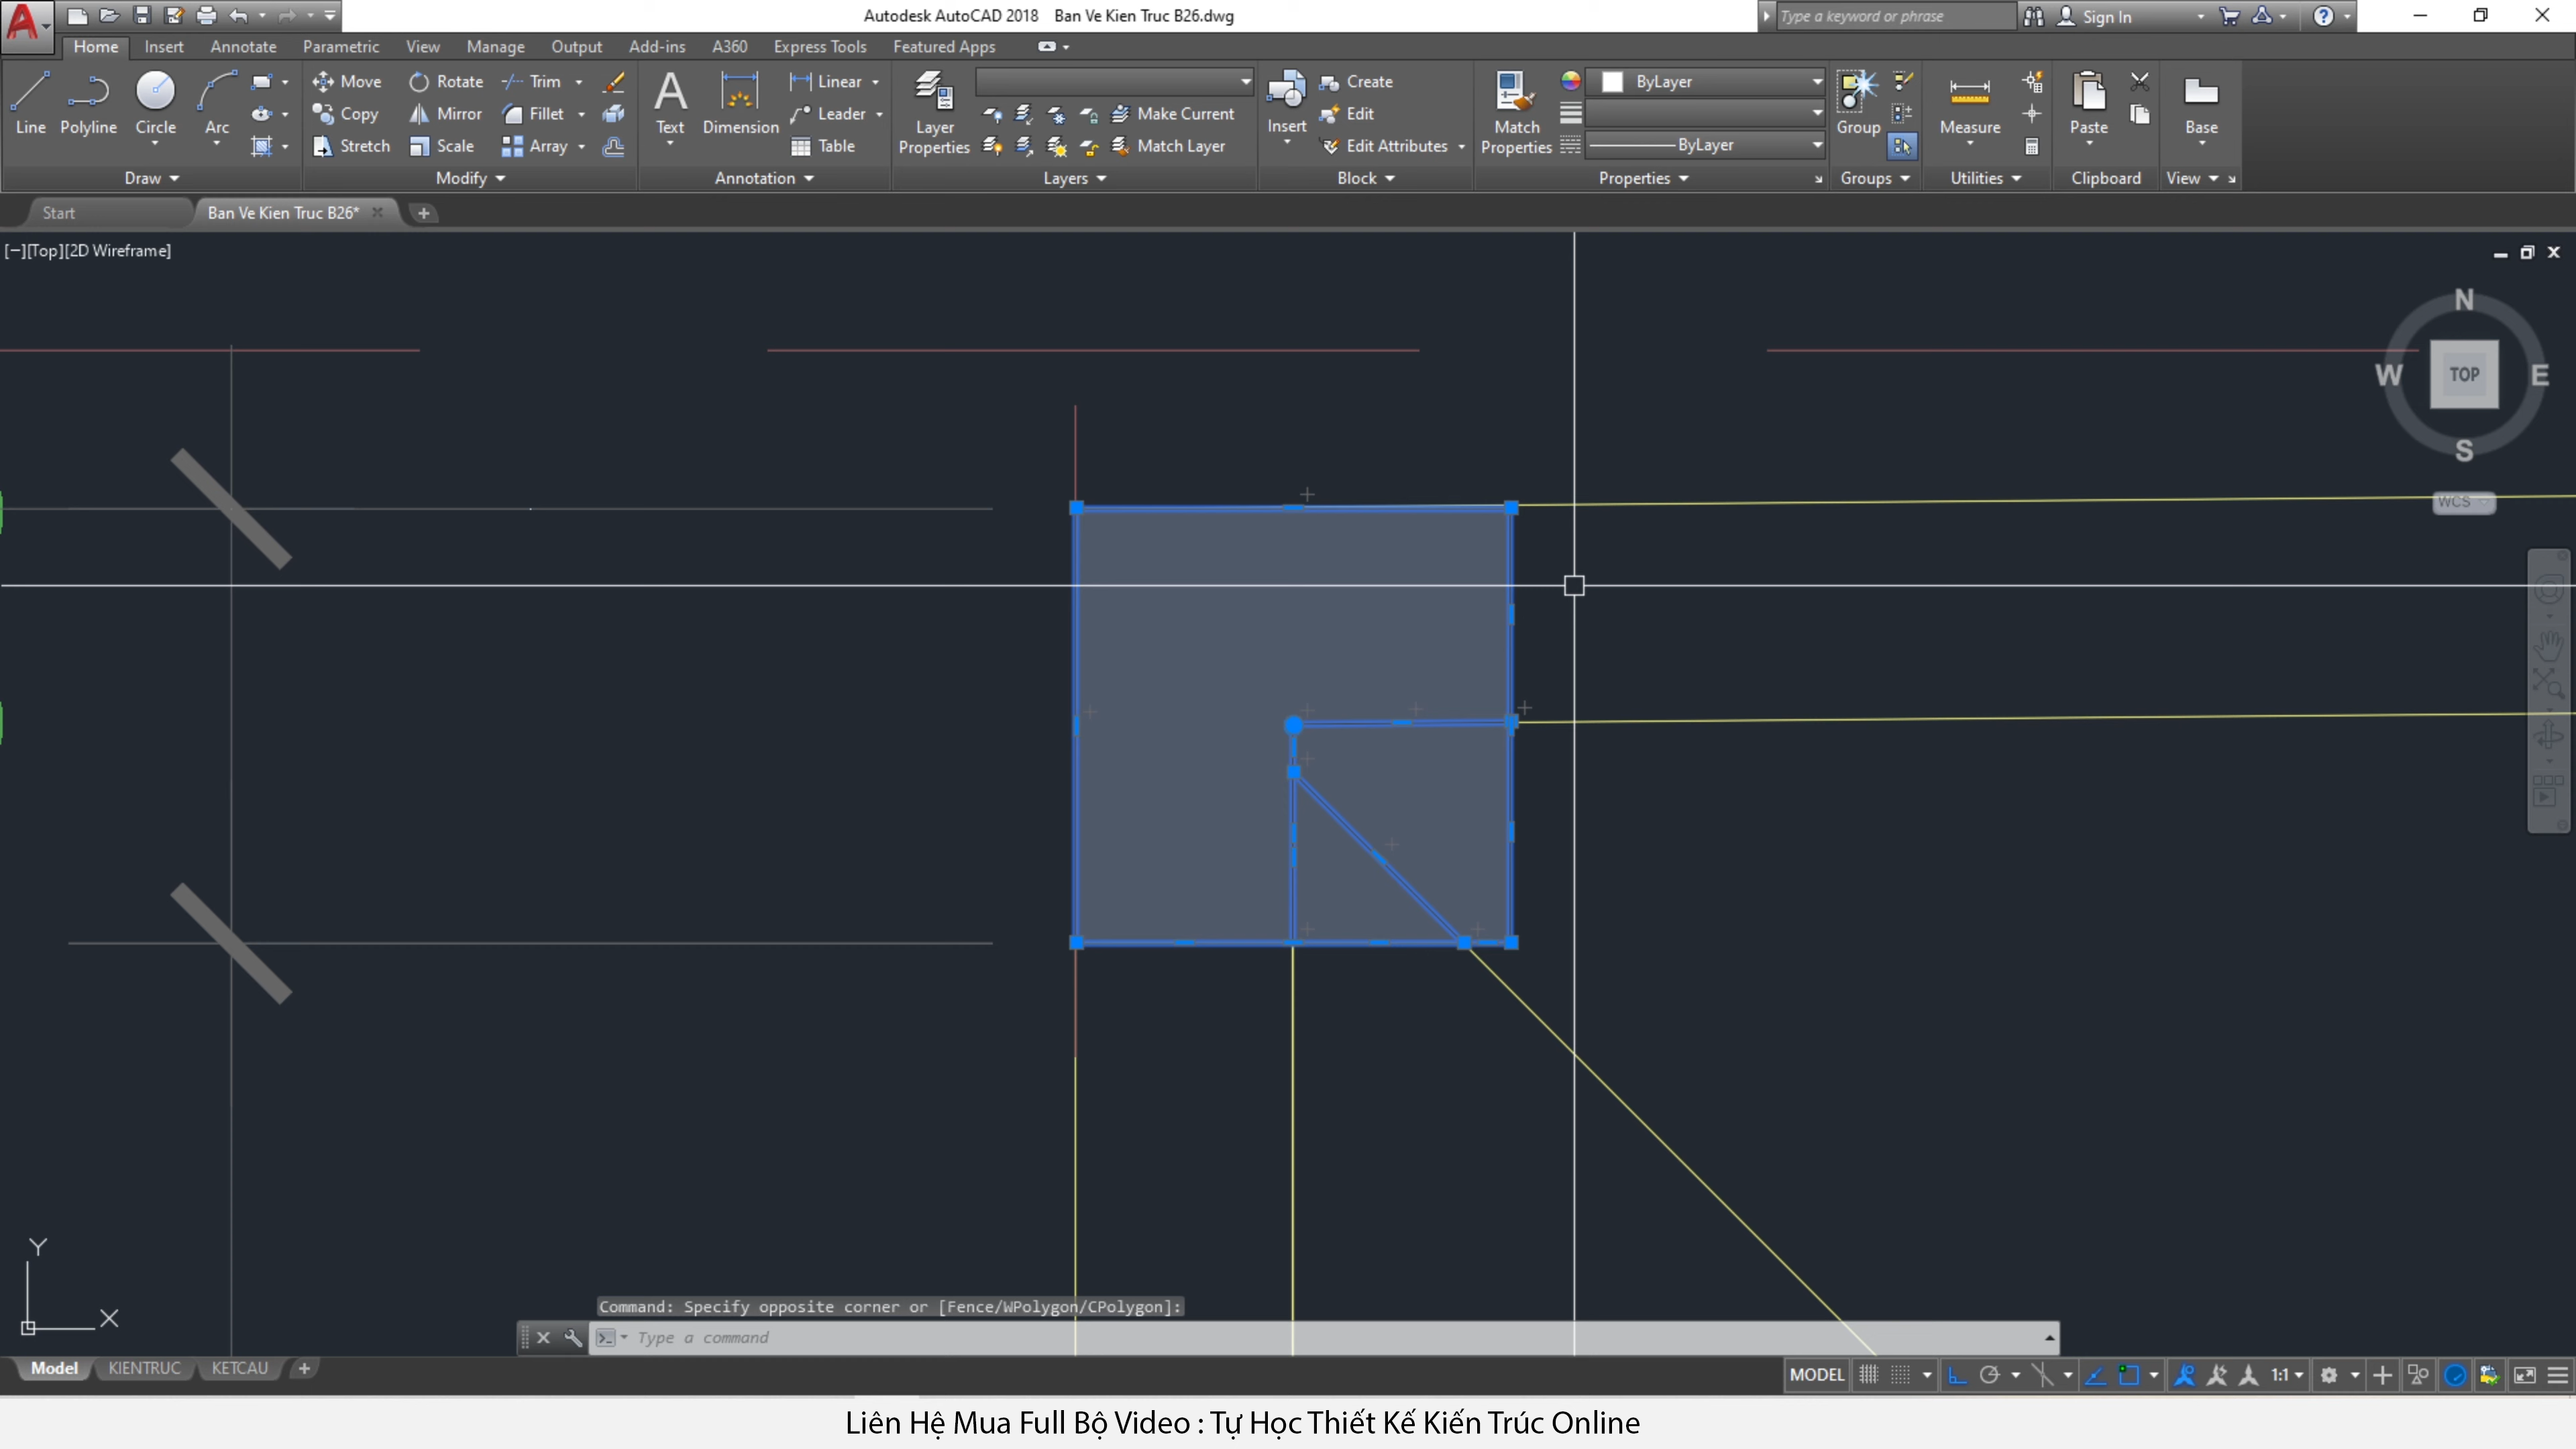 Autodesk AutoCAD 2018 Ban Ve Kien Truc B26.dwg
Type a keyword or phrase
Sign In
Home Insert Annotate Parametric View Manage Output Add-ins A360 Express Tools Featured Apps
Line
Polyline
Circle
Arc
Draw
Move
Rotate
Trim
Copy
Mirror
Fillet
Stretch
Scale
Array
Modify
Text
Dimension
Linear
Leader
Table
Annotation
Layer
Properties
Make Current
Match Layer
Layers
Insert
Create
Edit
Edit Attributes
Block
Match
Properties
ByLayer
ByLayer
Properties
Group
Groups
Measure
Utilities
Paste
Clipboard
Base
View
Start
Ban Ve Kien Truc B26*
[−][Top][2D Wireframe]
N
W
TOP
E
S
WCS
Y
X
Command: Specify opposite corner or [Fence/WPolygon/CPolygon]:
Type a command
Model KIENTRUC KETCAU
MODEL
1:1
Liên Hệ Mua Full Bộ Video : Tự Học Thiết Kế Kiến Trúc Online